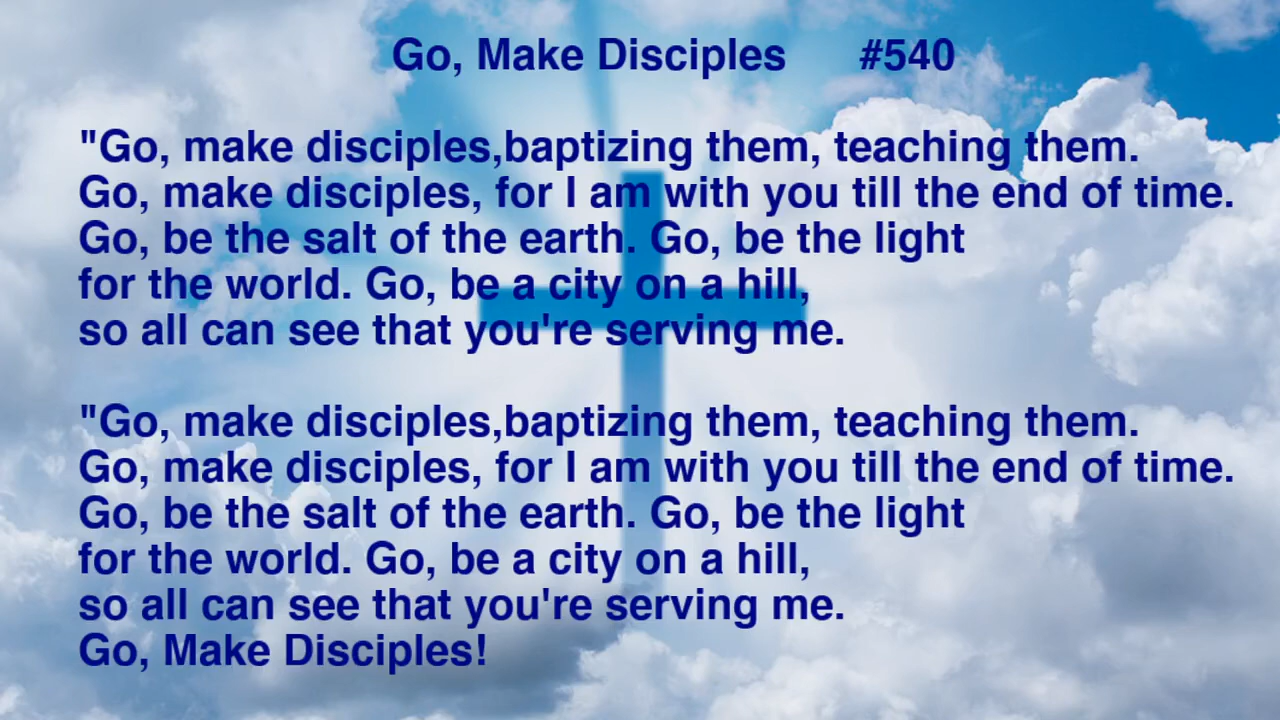 Go, Make Disciples #540
"Go, make disciples,baptizing them, teaching them.
Go, make disciples, for I am with you till the end of time.
Go, be the salt of the earth. Go, be the light
for the world. Go, be a city on a hill,
so all can see that you're serving me.
"Go, make disciples,baptizing them, teaching them.
Go, make disciples, for I am with you till the end of time.
Go, be the salt of the earth. Go, be the light
for the world. Go, be a city on a hill,
so all can see that you're serving me.
Go, Make Disciples!